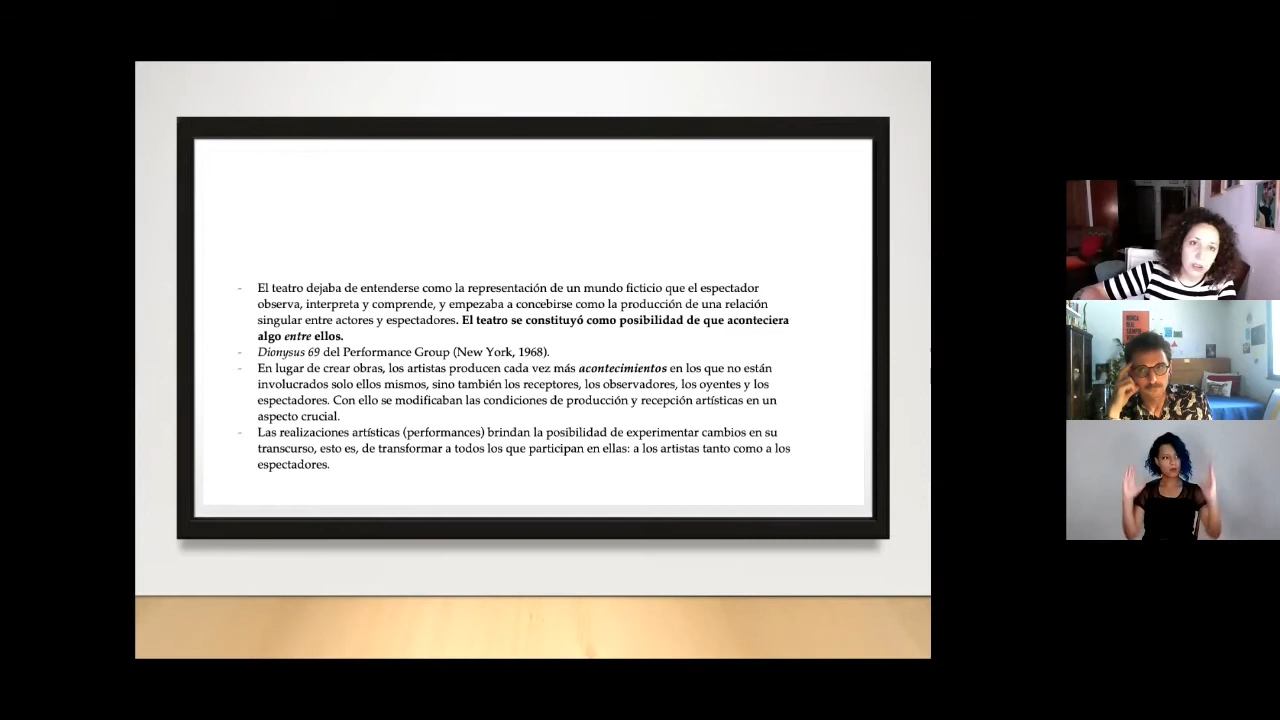 - El teatro dejaba de entenderse como la representación de un mundo ficticio que el espectador
observa, interpreta y comprende, y empezaba a concebirse como la producción de una relación
singular entre actores y espectadores. El teatro se constituyó como posibilidad de que aconteciera
algo entre ellos.
- Dionysus 69 del Performance Group (New York, 1968).
- En lugar de crear obras, los artistas producen cada vez más acontecimientos en los que no están
involucrados solo ellos mismos, sino también los receptores, los observadores, los oyentes y los
espectadores. Con ello se modificaban las condiciones de producción y recepción artísticas en un
aspecto crucial.
- Las realizaciones artísticas (performances) brindan la posibilidad de experimentar cambios en su
transcurso, esto es, de transformar a todos los que participan en ellas: a los artistas tanto como a los
espectadores.